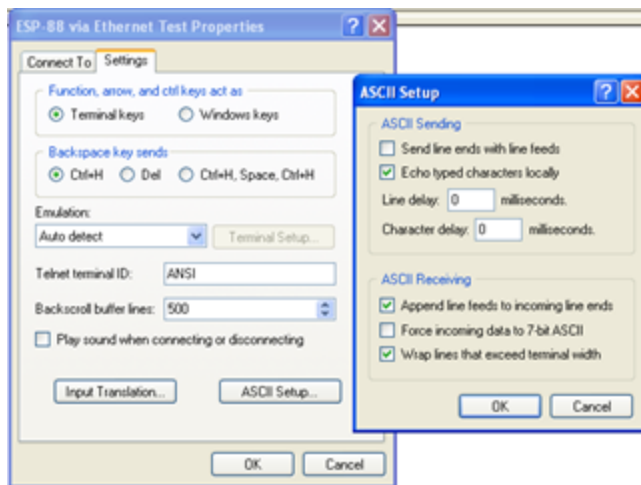 ESP-88 via Ethernet Test Properties
Connect To Settings
Function, arrow, and ctrl keys act as
Terminal keys Windows keys
Backspace key sends
Ctrl+H Del Ctrl+H, Space, Ctrl+H
Emulation:
Auto detect Terminal Setup...
Telnet terminal ID: ANSI
Backscroll buffer lines: 500
Play sound when connecting or disconnecting
Input Translation... ASCII Setup...
OK Cancel
ASCII Setup
ASCII Sending
Send line ends with line feeds
Echo typed characters locally
Line delay: 0 milliseconds.
Character delay: 0 milliseconds.
ASCII Receiving
Append line feeds to incoming line ends
Force incoming data to 7-bit ASCII
Wrap lines that exceed terminal width
OK Cancel